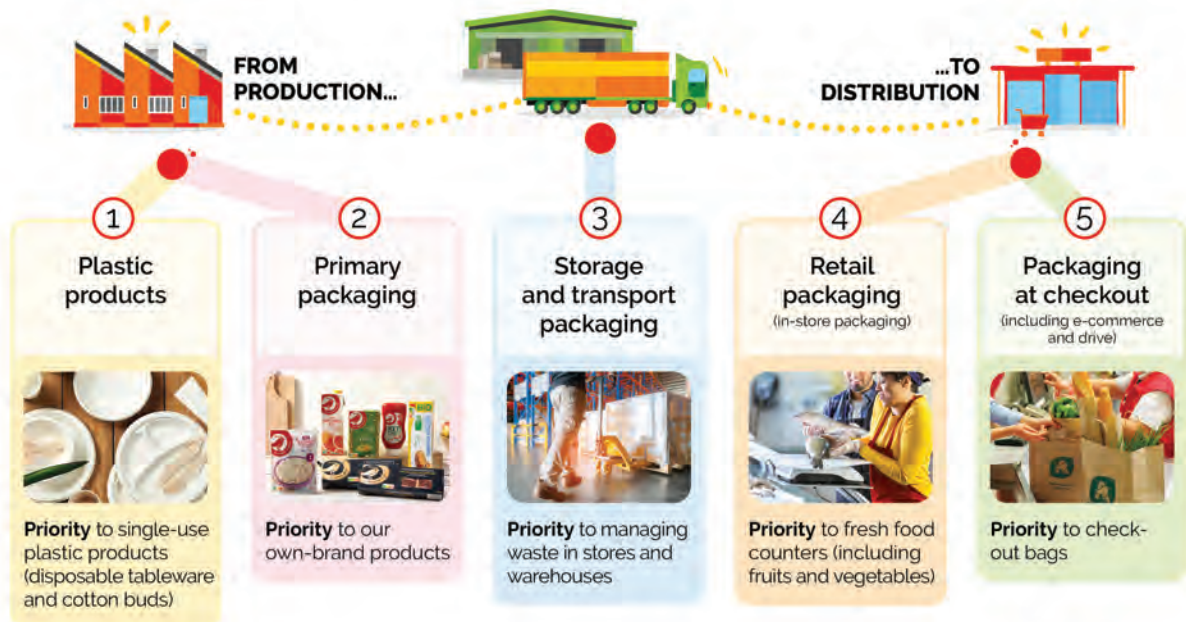 FROM
PRODUCTION...
...TO
DISTRIBUTION
1
Plastic
products
Priority to single-use
plastic products
(disposable tableware
and cotton buds)
2
Primary
packaging
Priority to our
own-brand products
3
Storage
and transport
packaging
Priority to managing
waste in stores and
warehouses
4
Retail
packaging
(in-store packaging)
Priority to fresh food
counters (including
fruits and vegetables)
5
Packaging
at checkout
(including e-commerce
and drive)
Priority to check-
out bags